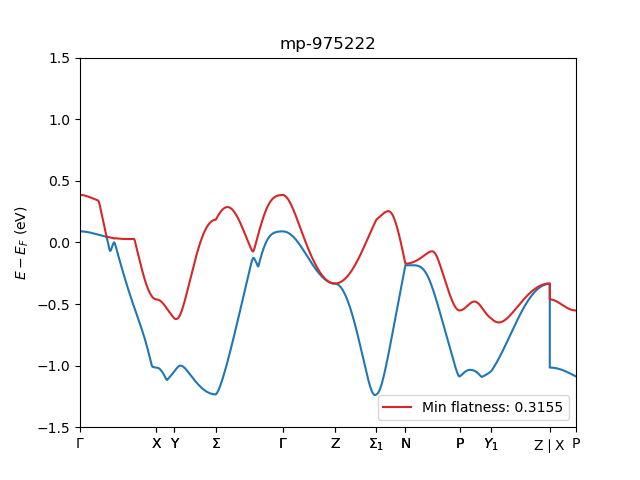 mp-975222
E − E_F (eV)
1.5
1.0
0.5
0.0
−0.5
−1.0
−1.5
Min flatness: 0.3155
Γ X Y Σ Γ Z Σ₁ N P Y₁ Z | X P